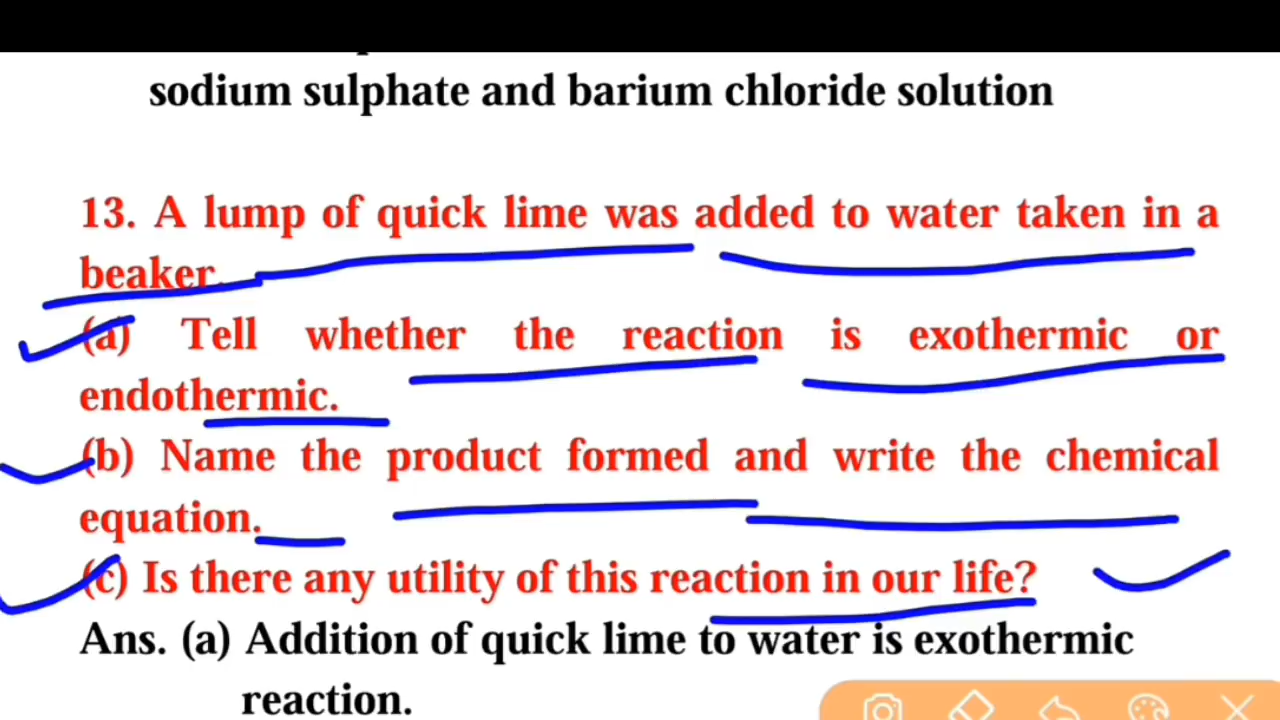 sodium sulphate and barium chloride solution
13. A lump of quick lime was added to water taken in a
beaker.
(a) Tell whether the reaction is exothermic or
endothermic.
(b) Name the product formed and write the chemical
equation.
(c) Is there any utility of this reaction in our life?
Ans. (a) Addition of quick lime to water is exothermic
reaction.